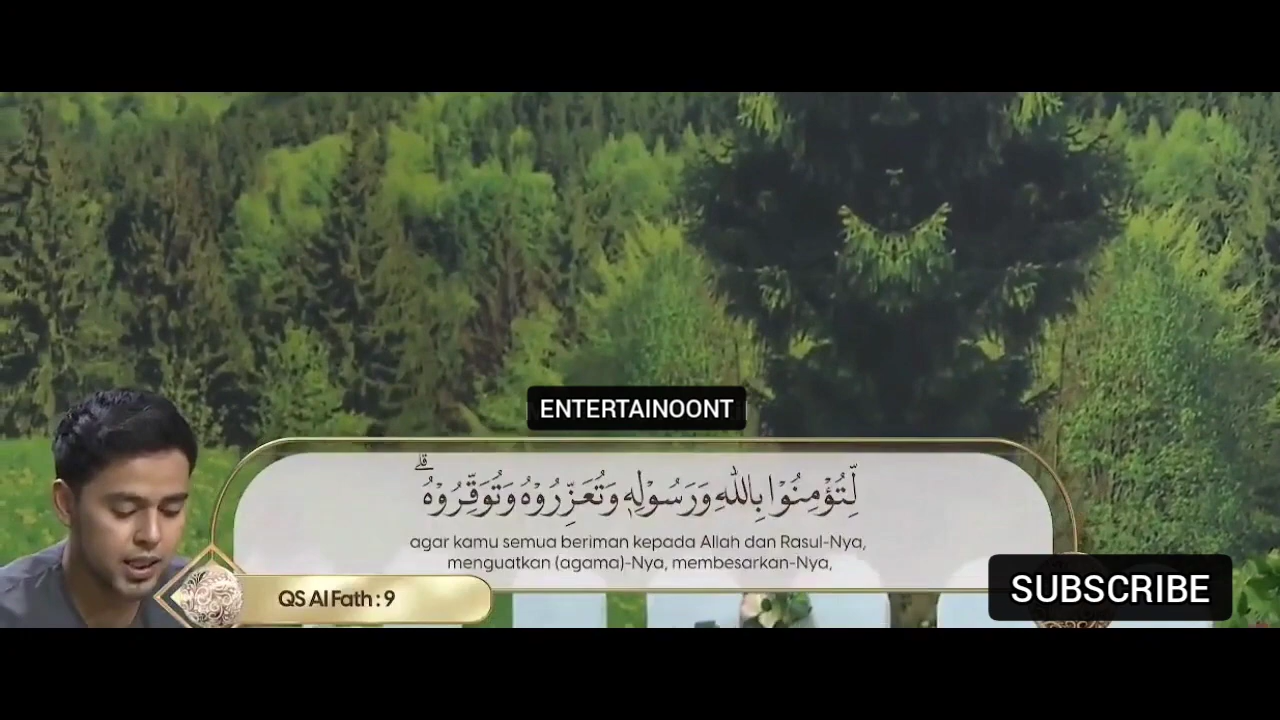 ENTERTAINOONT
لِّتُؤْمِنُوْا بِاللّٰهِ وَرَسُوْلِهٖ وَتُعَزِّرُوْهُ وَتُوَقِّرُوْهُۗ
agar kamu semua beriman kepada Allah dan Rasul-Nya,
menguatkan (agama)-Nya, membesarkan-Nya,
QS Al Fath : 9
SUBSCRIBE